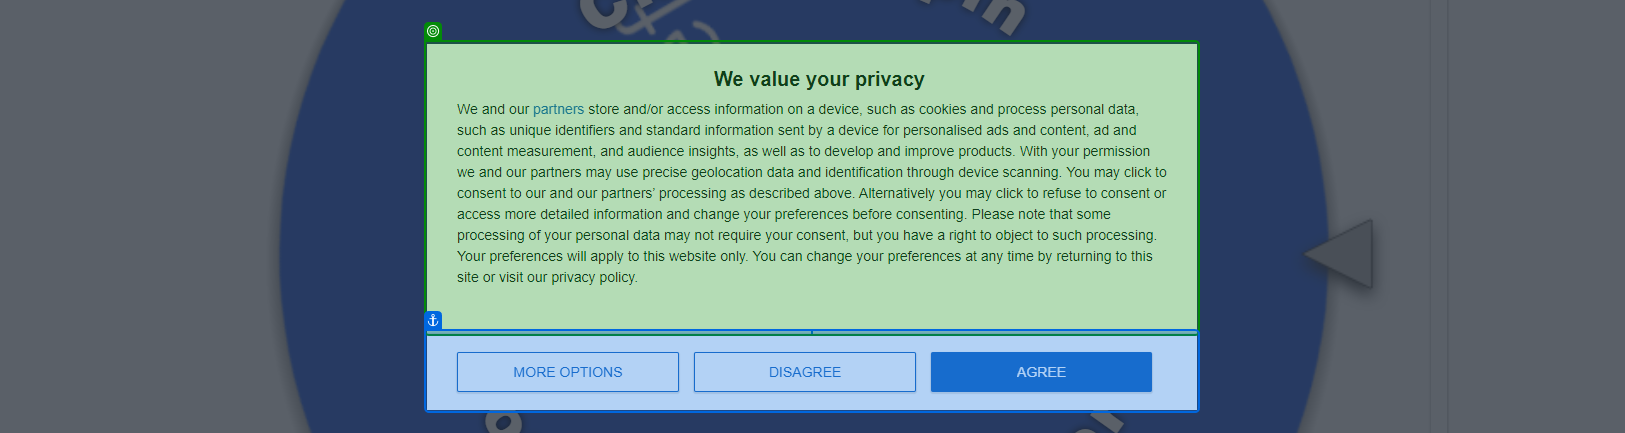 We value your privacy
We and our partners store and/or access information on a device, such as cookies and process personal data,
such as unique identifiers and standard information sent by a device for personalised ads and content, ad and
content measurement, and audience insights, as well as to develop and improve products. With your permission
we and our partners may use precise geolocation data and identification through device scanning. You may click to
consent to our and our partners’ processing as described above. Alternatively you may click to refuse to consent or
access more detailed information and change your preferences before consenting. Please note that some
processing of your personal data may not require your consent, but you have a right to object to such processing.
Your preferences will apply to this website only. You can change your preferences at any time by returning to this
site or visit our privacy policy.
MORE OPTIONS
DISAGREE
AGREE